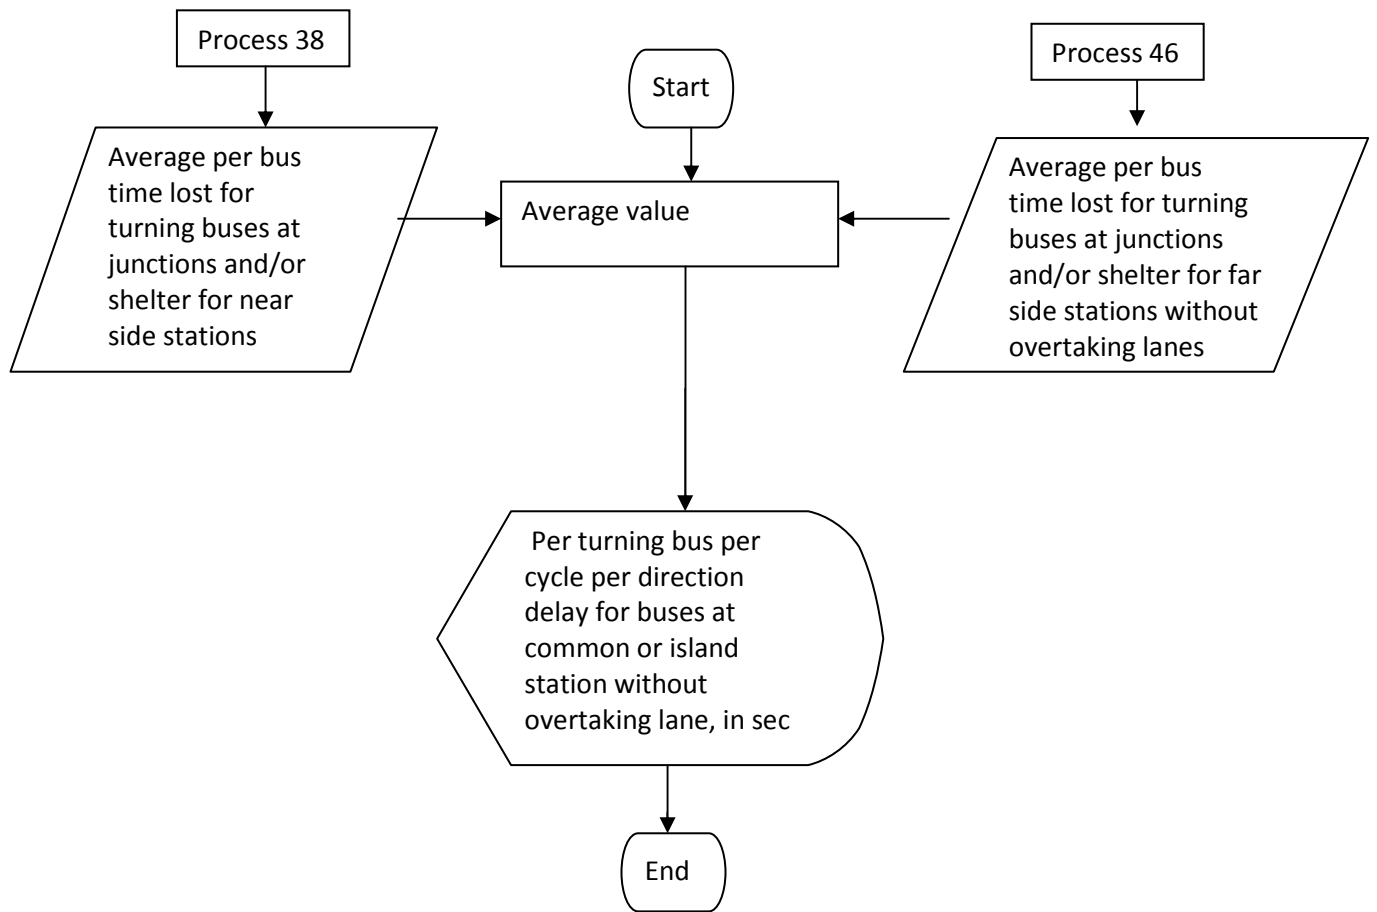 Process 38
Start
Process 46
Average per bus
time lost for
turning buses at
junctions and/or
shelter for near
side stations
Average value
Average per bus
time lost for turning
buses at junctions
and/or shelter for far
side stations without
overtaking lanes
Per turning bus per
cycle per direction
delay for buses at
common or island
station without
overtaking lane, in sec
End